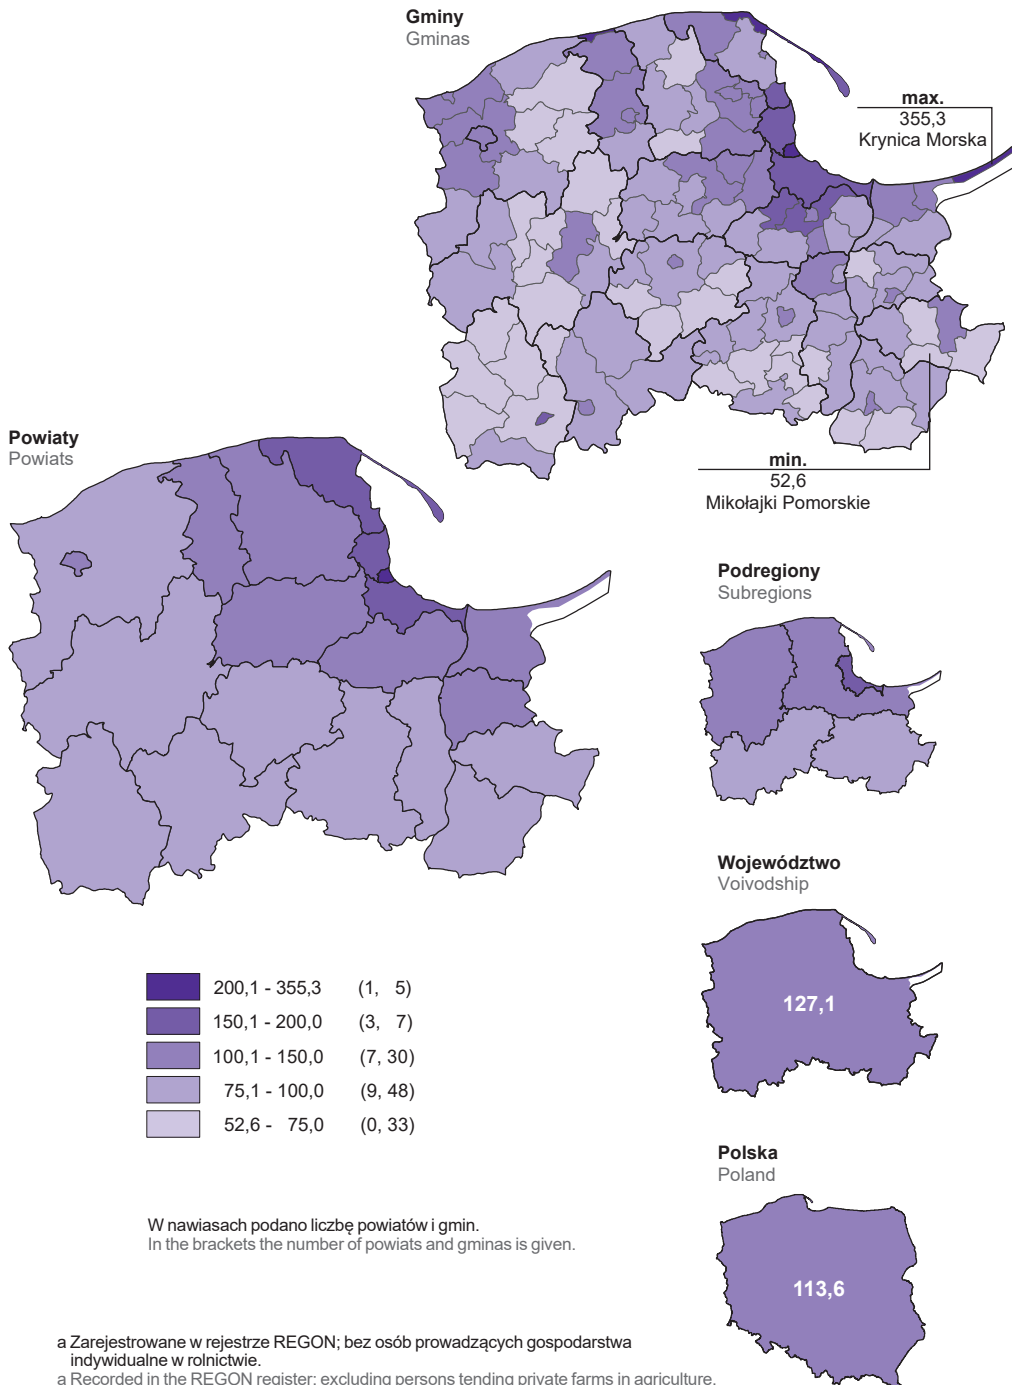 Gminy
Gminas
max.
355,3
Krynica Morska
min.
52,6
Mikołajki Pomorskie
Powiaty
Powiats
Podregiony
Subregions
Województwo
Voivodship
127,1
200,1 - 355,3 (1, 5)
150,1 - 200,0 (3, 7)
100,1 - 150,0 (7, 30)
75,1 - 100,0 (9, 48)
52,6 - 75,0 (0, 33)
Polska
Poland
113,6
W nawiasach podano liczbę powiatów i gmin.
In the brackets the number of powiats and gminas is given.
a Zarejestrowane w rejestrze REGON; bez osób prowadzących gospodarstwa
indywidualne w rolnictwie.
a Recorded in the REGON register; excluding persons tending private farms in agriculture.